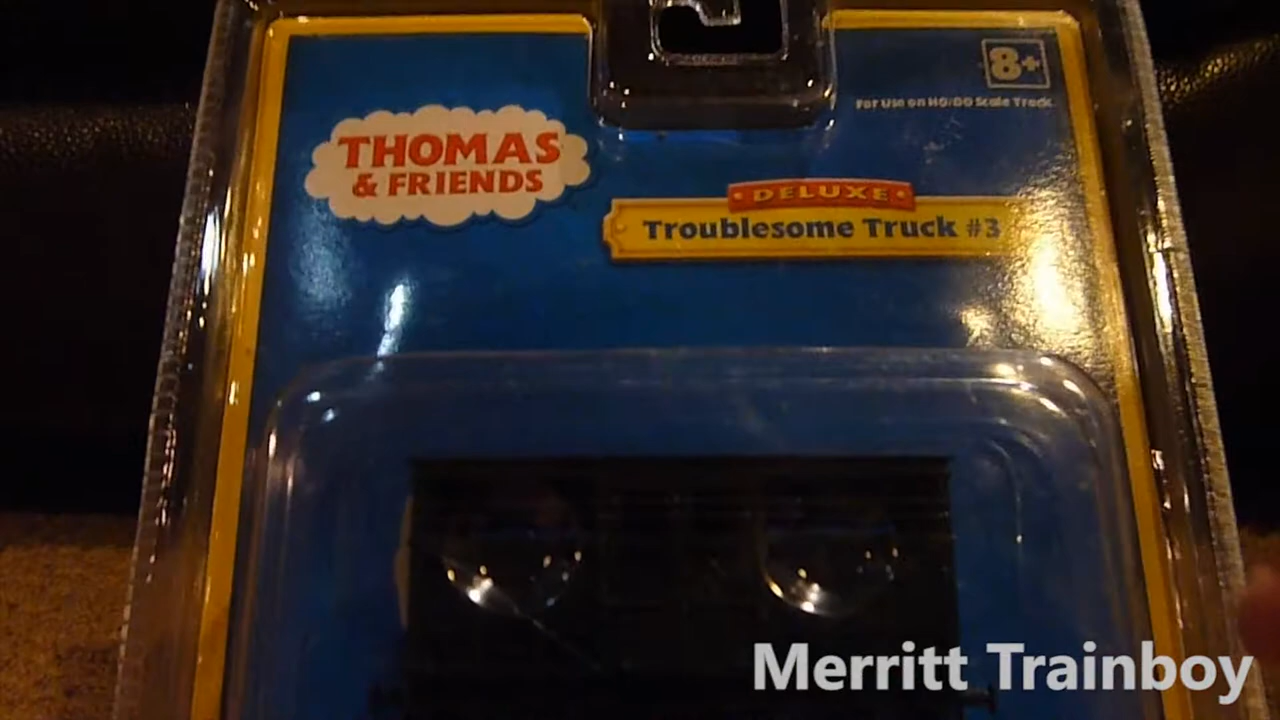 8+
For Use on HO/OO Scale Track
THOMAS
& FRIENDS
DELUXE
Troublesome Truck #3
Merritt Trainboy